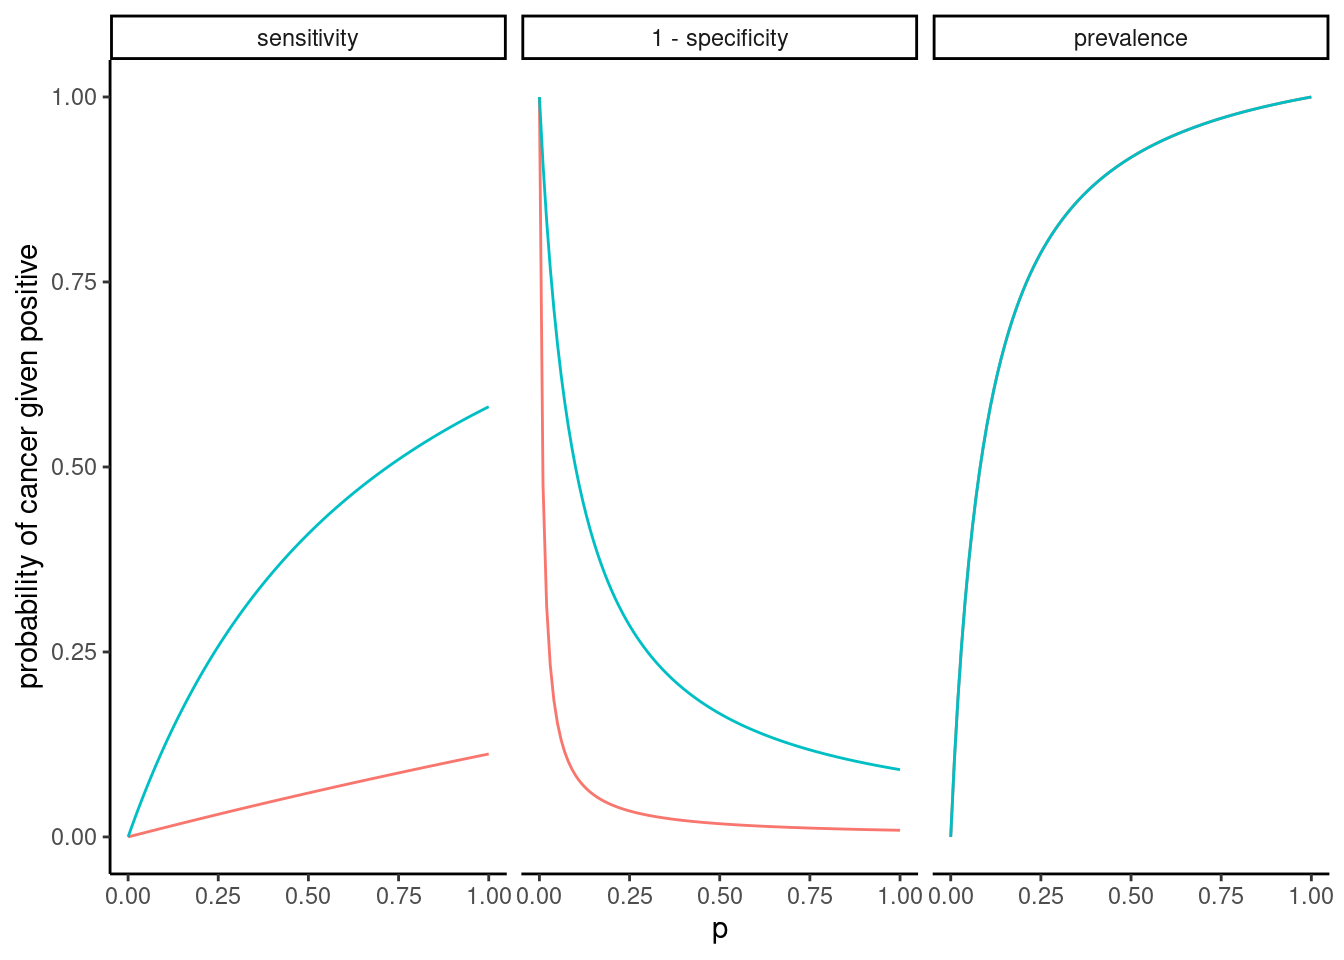 sensitivity
1 - specificity
prevalence
probability of cancer given positive
1.00
0.75
0.50
0.25
0.00
0.00 0.25 0.50 0.75 1.00
0.00 0.25 0.50 0.75 1.00
0.00 0.25 0.50 0.75 1.00
p